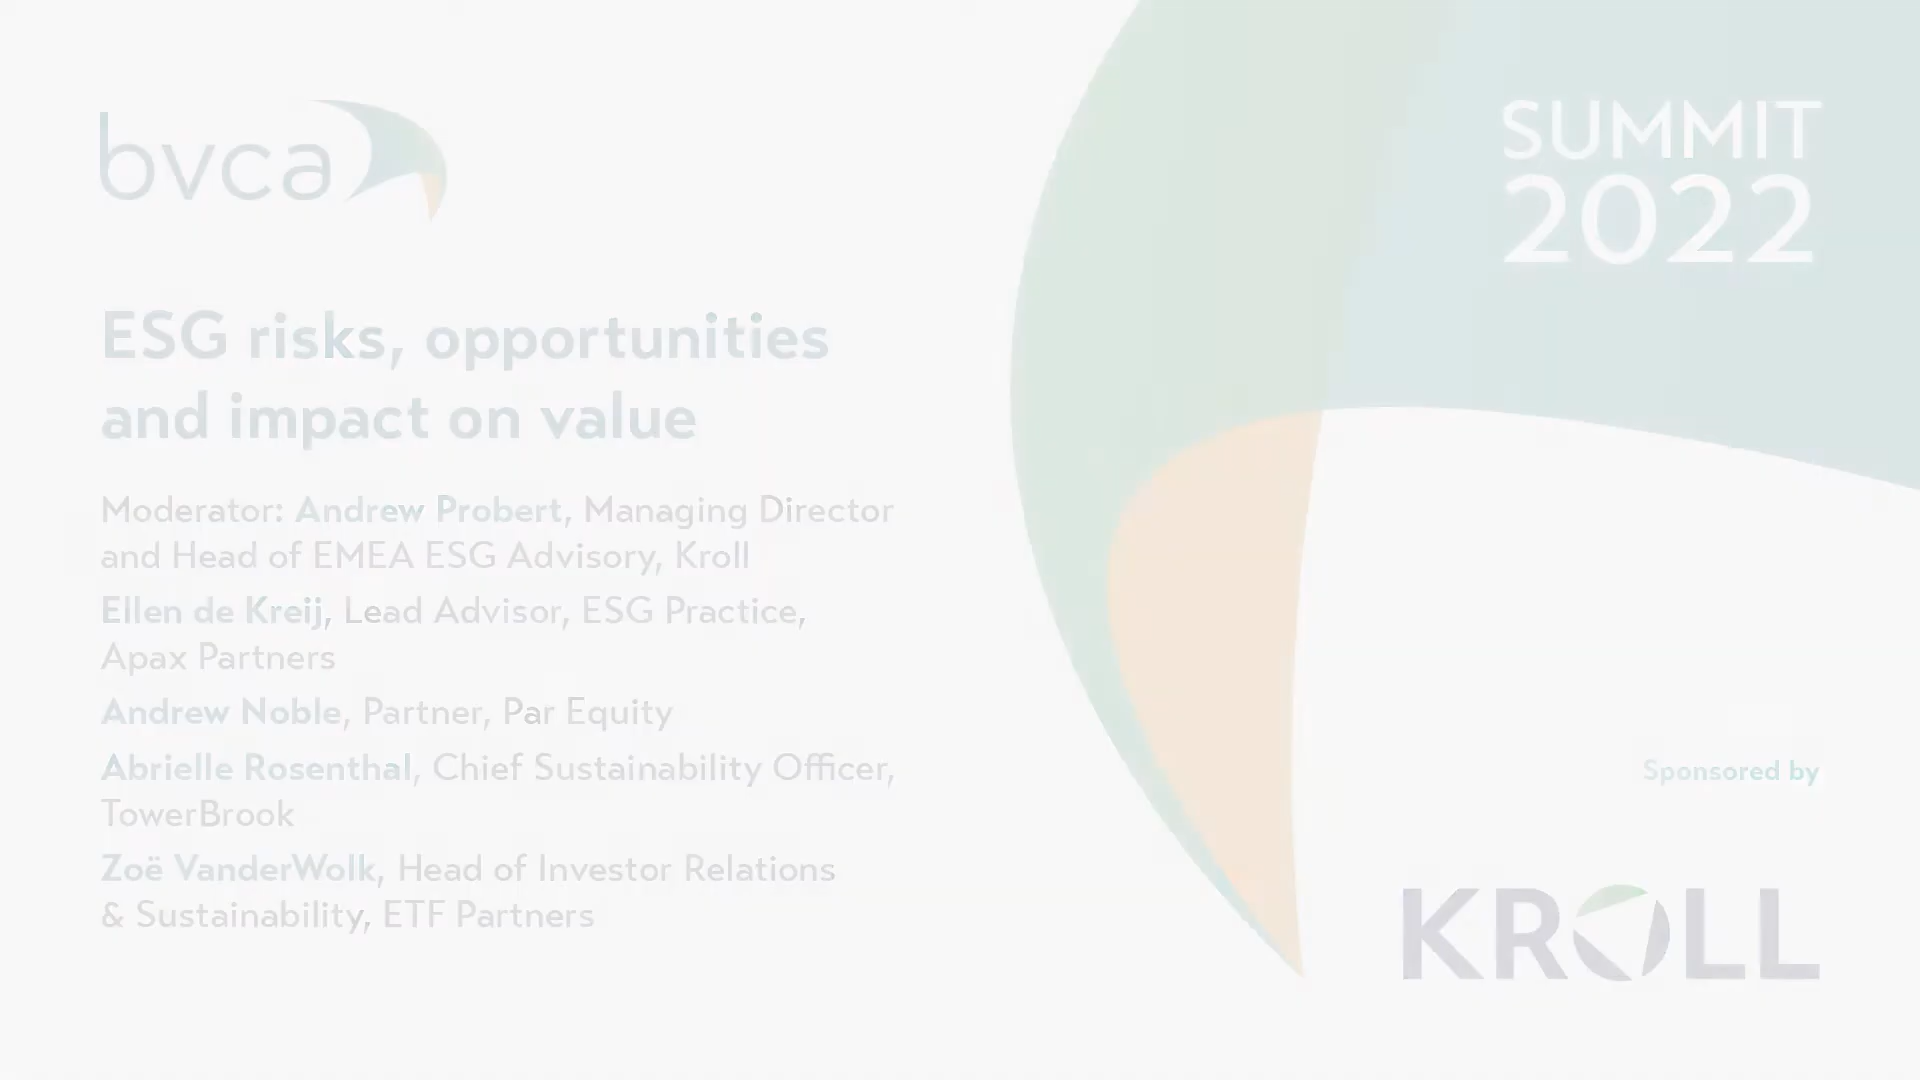 bvca
SUMMIT
2022
ESG risks, opportunities
and impact on value
Moderator: Andrew Probert, Managing Director
and Head of EMEA ESG Advisory, Kroll
Ellen de Kreij, Lead Advisor, ESG Practice,
Apax Partners
Andrew Noble, Partner, Par Equity
Abrielle Rosenthal, Chief Sustainability Officer,
TowerBrook
Zoë VanderWolk, Head of Investor Relations
& Sustainability, ETF Partners
Sponsored by
KROLL